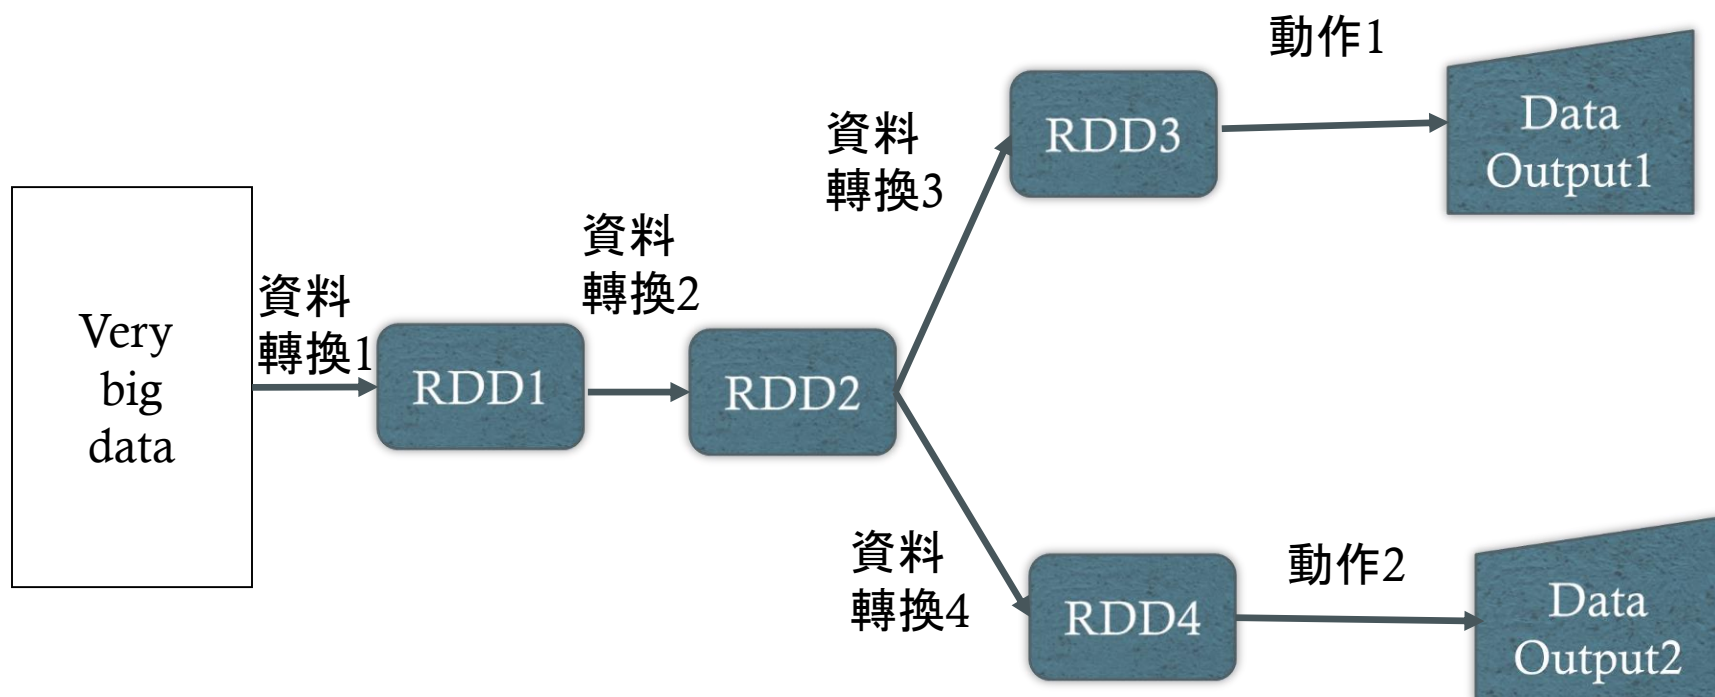 Very
big
data
資料
轉換1
RDD1
資料
轉換2
RDD2
資料
轉換3
RDD3
動作1
Data
Output1
資料
轉換4
RDD4
動作2
Data
Output2